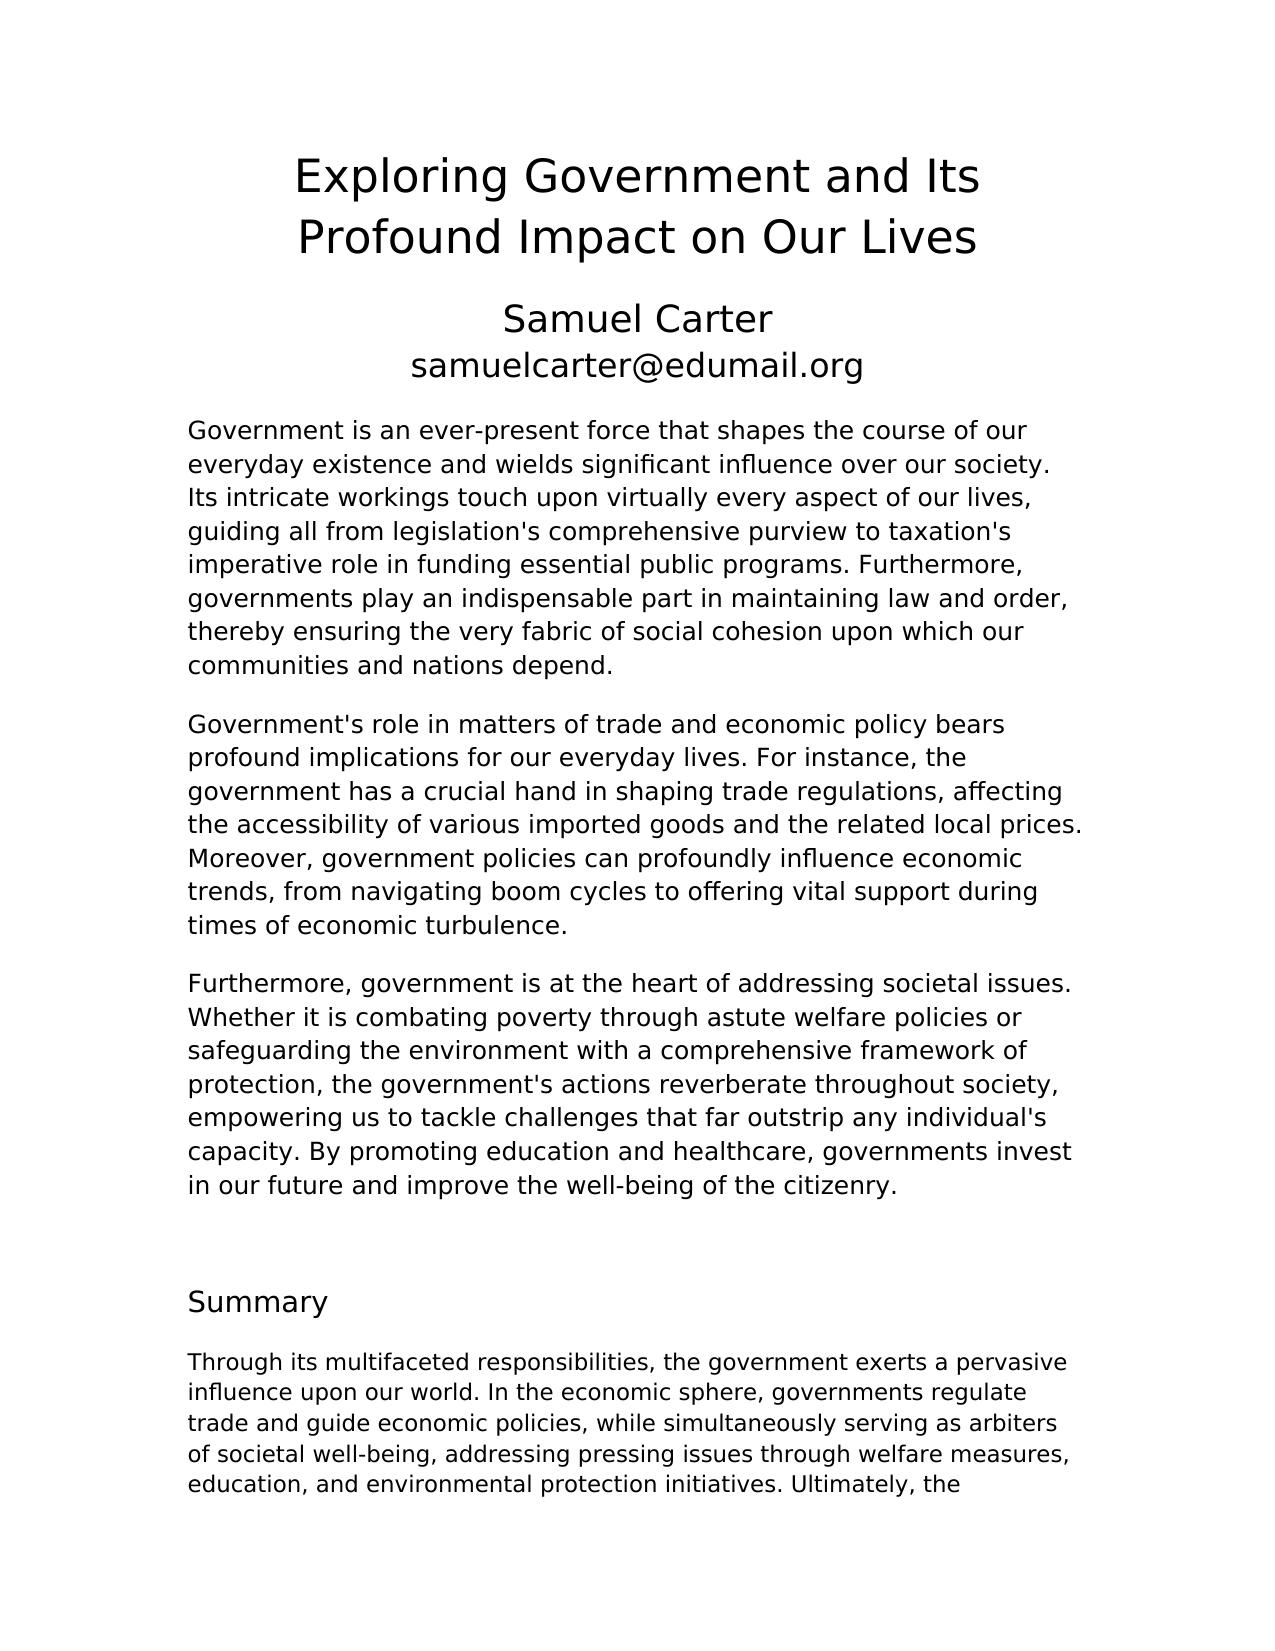 Exploring Government and Its
Profound Impact on Our Lives
Samuel Carter
samuelcarter@edumail.org
Government is an ever-present force that shapes the course of our
everyday existence and wields significant influence over our society.
Its intricate workings touch upon virtually every aspect of our lives,
guiding all from legislation's comprehensive purview to taxation's
imperative role in funding essential public programs. Furthermore,
governments play an indispensable part in maintaining law and order,
thereby ensuring the very fabric of social cohesion upon which our
communities and nations depend.
Government's role in matters of trade and economic policy bears
profound implications for our everyday lives. For instance, the
government has a crucial hand in shaping trade regulations, affecting
the accessibility of various imported goods and the related local prices.
Moreover, government policies can profoundly influence economic
trends, from navigating boom cycles to offering vital support during
times of economic turbulence.
Furthermore, government is at the heart of addressing societal issues.
Whether it is combating poverty through astute welfare policies or
safeguarding the environment with a comprehensive framework of
protection, the government's actions reverberate throughout society,
empowering us to tackle challenges that far outstrip any individual's
capacity. By promoting education and healthcare, governments invest
in our future and improve the well-being of the citizenry.
Summary
Through its multifaceted responsibilities, the government exerts a pervasive
influence upon our world. In the economic sphere, governments regulate
trade and guide economic policies, while simultaneously serving as arbiters
of societal well-being, addressing pressing issues through welfare measures,
education, and environmental protection initiatives. Ultimately, the